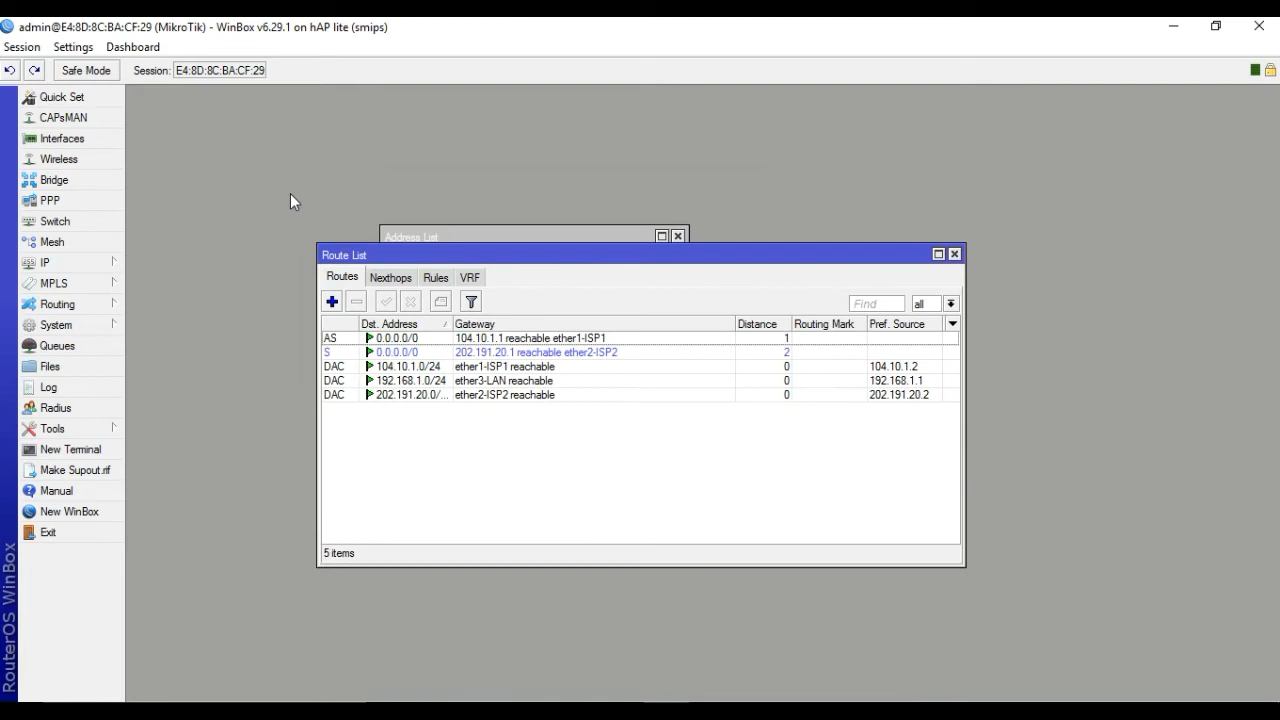 admin@E4:8D:8C:BA:CF:29 (MikroTik) - WinBox v6.29.1 on hAP lite (smips)
Session Settings Dashboard
Safe Mode Session: E4:8D:8C:BA:CF:29
Quick Set
CAPsMAN
Interfaces
Wireless
Bridge
PPP
Switch
Mesh
IP
MPLS
Routing
System
Queues
Files
Log
Radius
Tools
New Terminal
Make Supout.rif
Manual
New WinBox
Exit
RouterOS WinBox
Address List
Route List
Routes Nexthops Rules VRF
Find all
Dst. Address Gateway Distance Routing Mark Pref. Source
AS 0.0.0.0/0 104.10.1.1 reachable ether1-ISP1 1
S 0.0.0.0/0 202.191.20.1 reachable ether2-ISP2 2
DAC 104.10.1.0/24 ether1-ISP1 reachable 0 104.10.1.2
DAC 192.168.1.0/24 ether3-LAN reachable 0 192.168.1.1
DAC 202.191.20.0/... ether2-ISP2 reachable 0 202.191.20.2
5 items